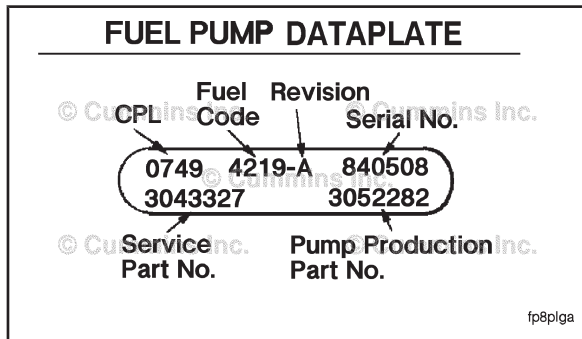 FUEL PUMP DATAPLATE
Fuel Revision
© Cummins Inc. © Cummins Inc.
CPL Code Serial No.
0749 4219-A 840508
© Cummins Inc.
3043327 3052282
© Cummins Inc. © Cummins Inc.
Service Pump Production
Part No. Part No.
fp8plga